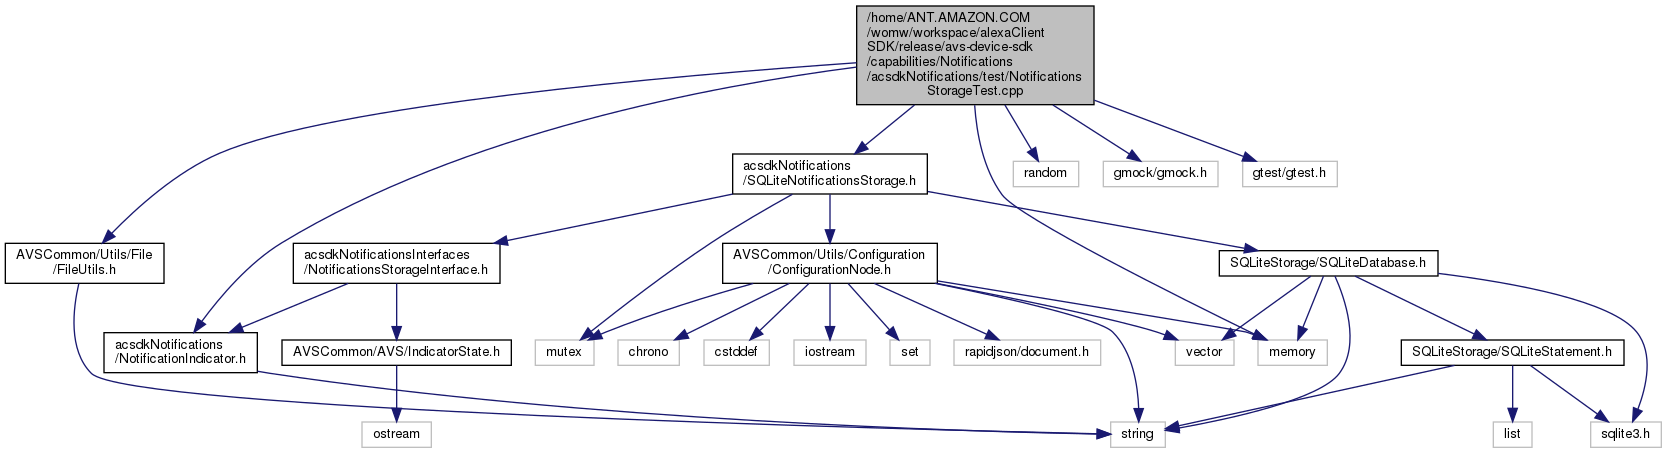 /home/ANT.AMAZON.COM
/womw/workspace/alexaClient
SDK/release/avs-device-sdk
/capabilities/Notifications
/acsdkNotifications/test/Notifications
StorageTest.cpp
acsdkNotifications
/SQLiteNotificationsStorage.h
random
gmock/gmock.h
gtest/gtest.h
AVSCommon/Utils/File
/FileUtils.h
acsdkNotificationsInterfaces
/NotificationsStorageInterface.h
AVSCommon/Utils/Configuration
/ConfigurationNode.h
SQLiteStorage/SQLiteDatabase.h
acsdkNotifications
/NotificationIndicator.h
AVSCommon/AVS/IndicatorState.h
mutex
chrono
cstddef
iostream
set
rapidjson/document.h
vector
memory
SQLiteStorage/SQLiteStatement.h
ostream
string
list
sqlite3.h